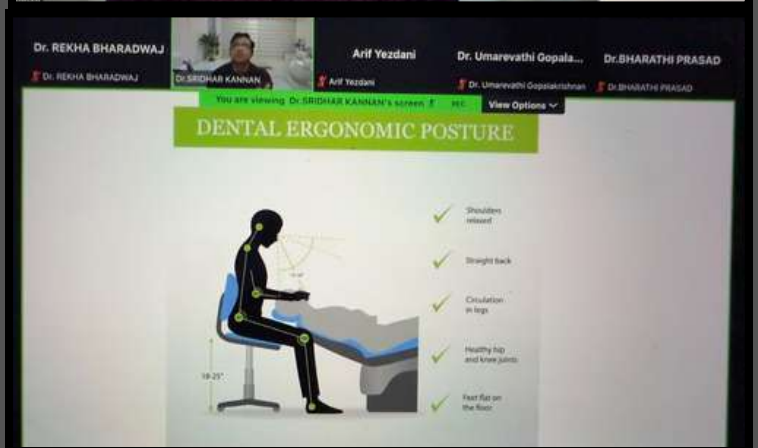 Dr. REKHA BHARADWAJ
Arif Yezdani
Dr. Umarevathi Gopala...
Dr.BHARATHI PRASAD
Dr. REKHA BHARADWAJ
Dr.SRIDHAR KANNAN
Arif Yezdani
Dr. Umarevathi Gopalakrishnan
Dr.BHARATHI PRASAD
You are viewing Dr.SRIDHAR KANNAN's screen
REC
View Options
DENTAL ERGONOMIC POSTURE
Shoulders
relaxed
Straight back
Circulation
in legs
Healthy hip
and knee joints
Feet flat on
the floor
18-25"